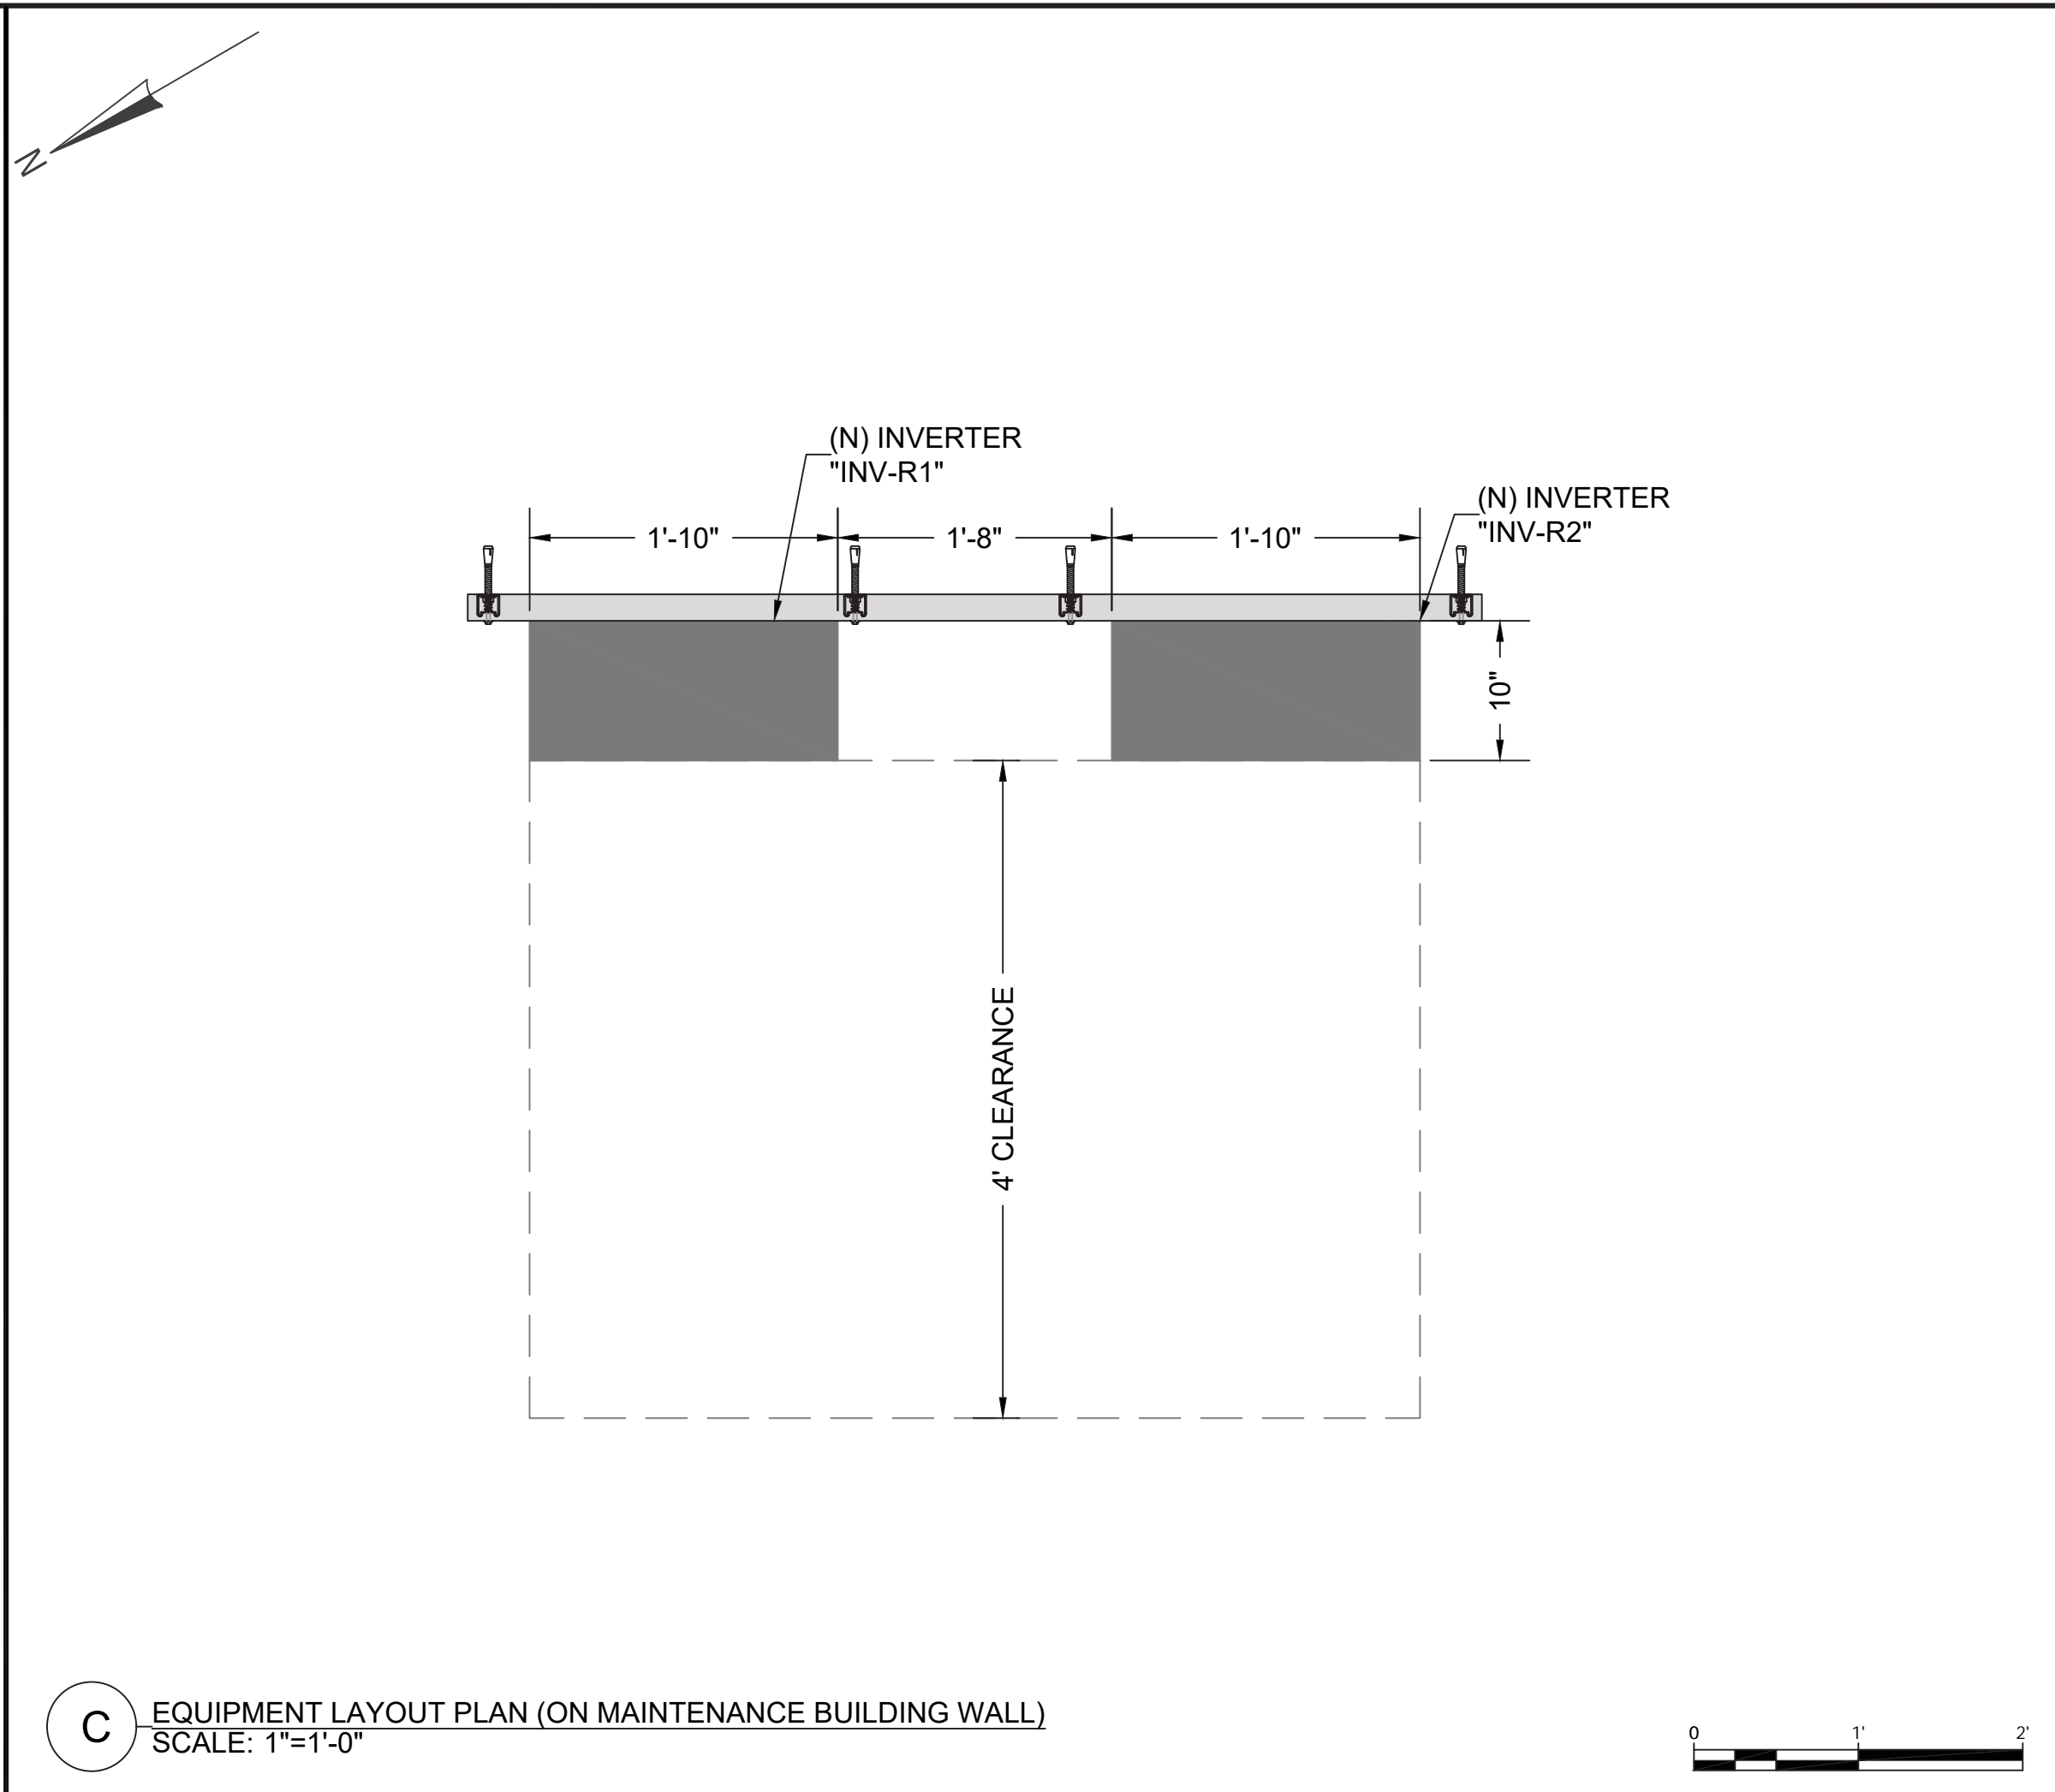 N
(N) INVERTER
"INV-R1"
(N) INVERTER
"INV-R2"
1'-10"
1'-8"
1'-10"
10"
4' CLEARANCE
C
EQUIPMENT LAYOUT PLAN (ON MAINTENANCE BUILDING WALL)
SCALE: 1"=1'-0"
0 1' 2'